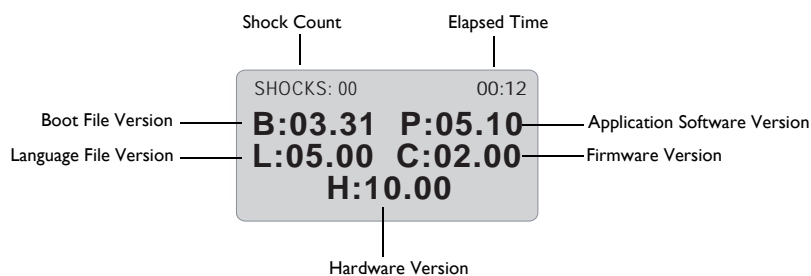 Shock Count Elapsed Time
SHOCKS: 00 00:12
Boot File Version B:03.31 P:05.10 Application Software Version
Language File Version L:05.00 C:02.00 Firmware Version
H:10.00
Hardware Version